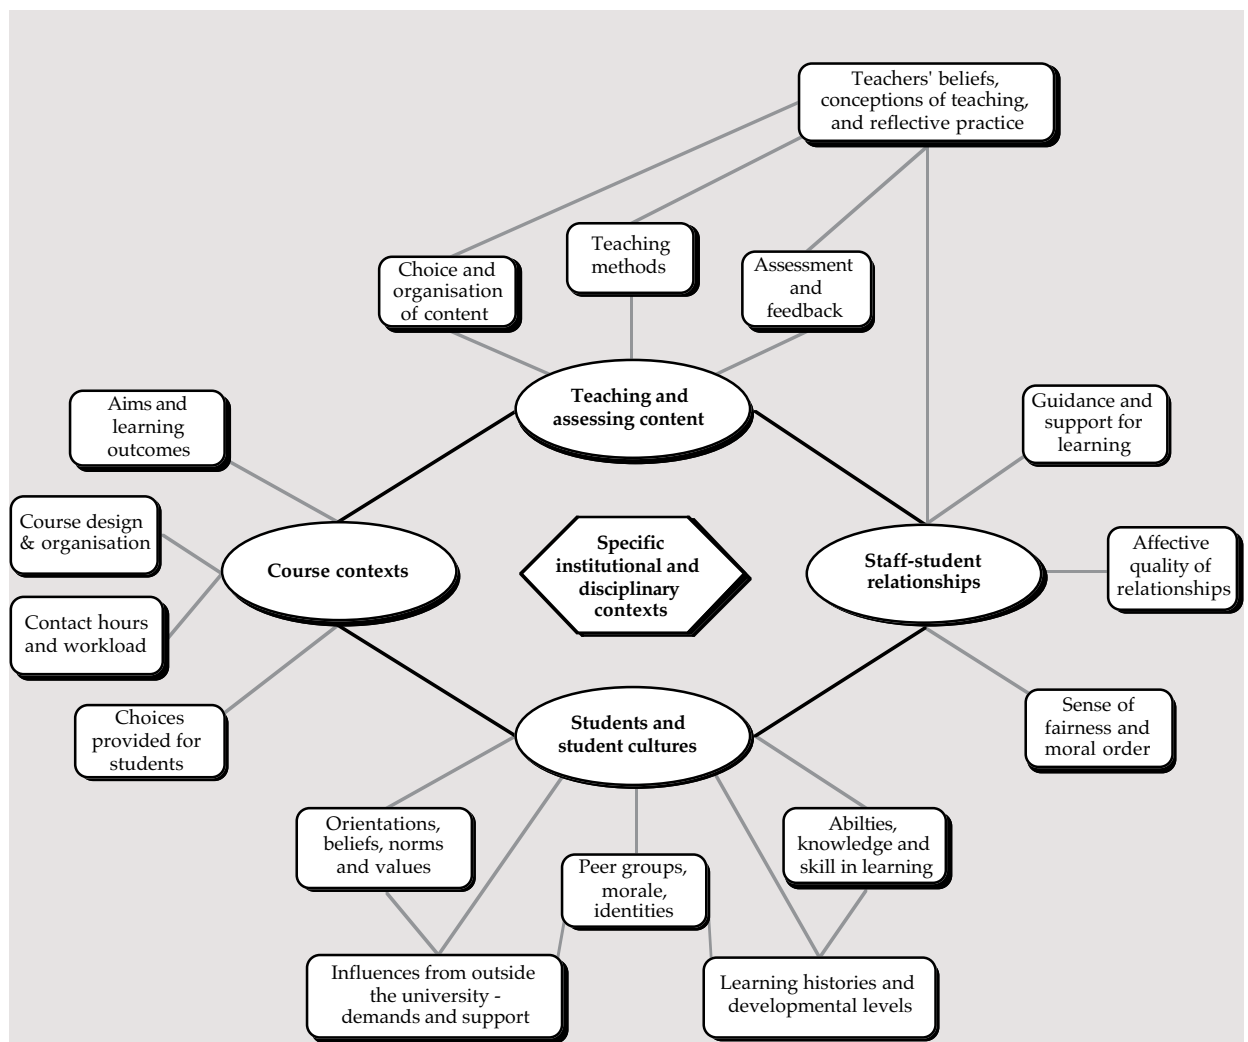 Teachers' beliefs,
conceptions of teaching,
and reflective practice
Teaching
methods
Choice and
organisation
of content
Assessment
and
feedback
Teaching and
assessing content
Aims and
learning
outcomes
Guidance and
support for
learning
Course design
& organisation
Course contexts
Specific
institutional and
disciplinary
contexts
Staff-student
relationships
Affective
quality of
relationships
Contact hours
and workload
Choices
provided for
students
Students and
student cultures
Sense of
fairness and
moral order
Orientations,
beliefs, norms
and values
Peer groups,
morale,
identities
Abilties,
knowledge and
skill in learning
Influences from outside
the university -
demands and support
Learning histories and
developmental levels